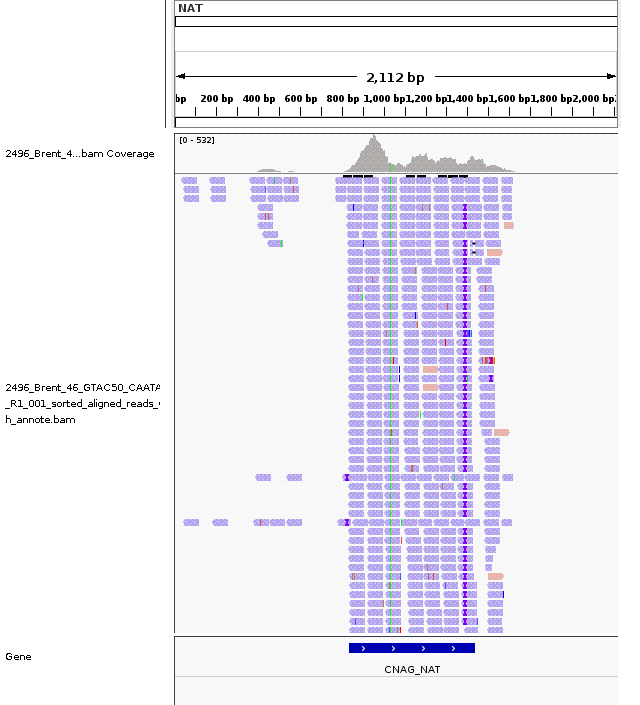 NAT
2,112 bp
bp 200 bp 400 bp 600 bp 800 bp 1,000 bp 1,200 bp 1,400 bp 1,600 bp 1,800 bp 2,000 bp
[0 - 532]
2496_Brent_4...bam Coverage
2496_Brent_46_GTAC50_CAATA
_R1_001_sorted_aligned_reads_
h_annote.bam
Gene
CNAG_NAT